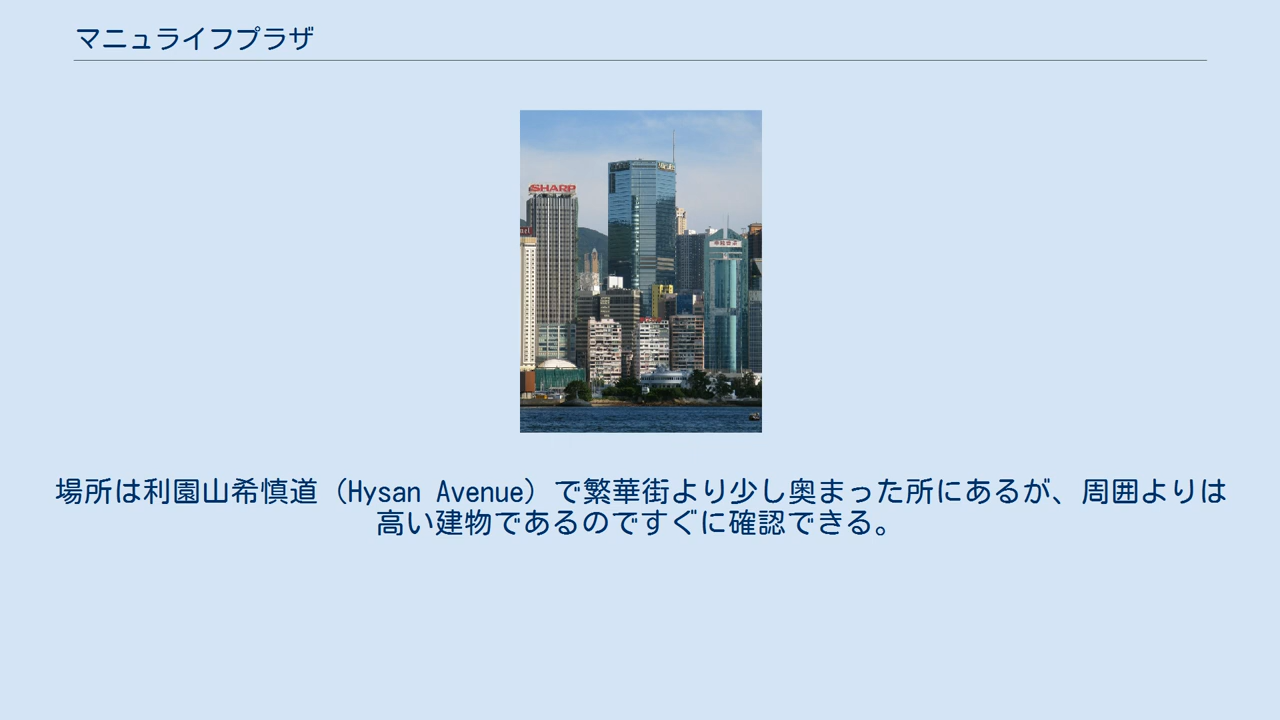 マニュライフプラザ
SHARP
場所は利園山希慎道（Hysan Avenue）で繁華街より少し奥まった所にあるが、周囲よりは
高い建物であるのですぐに確認できる。